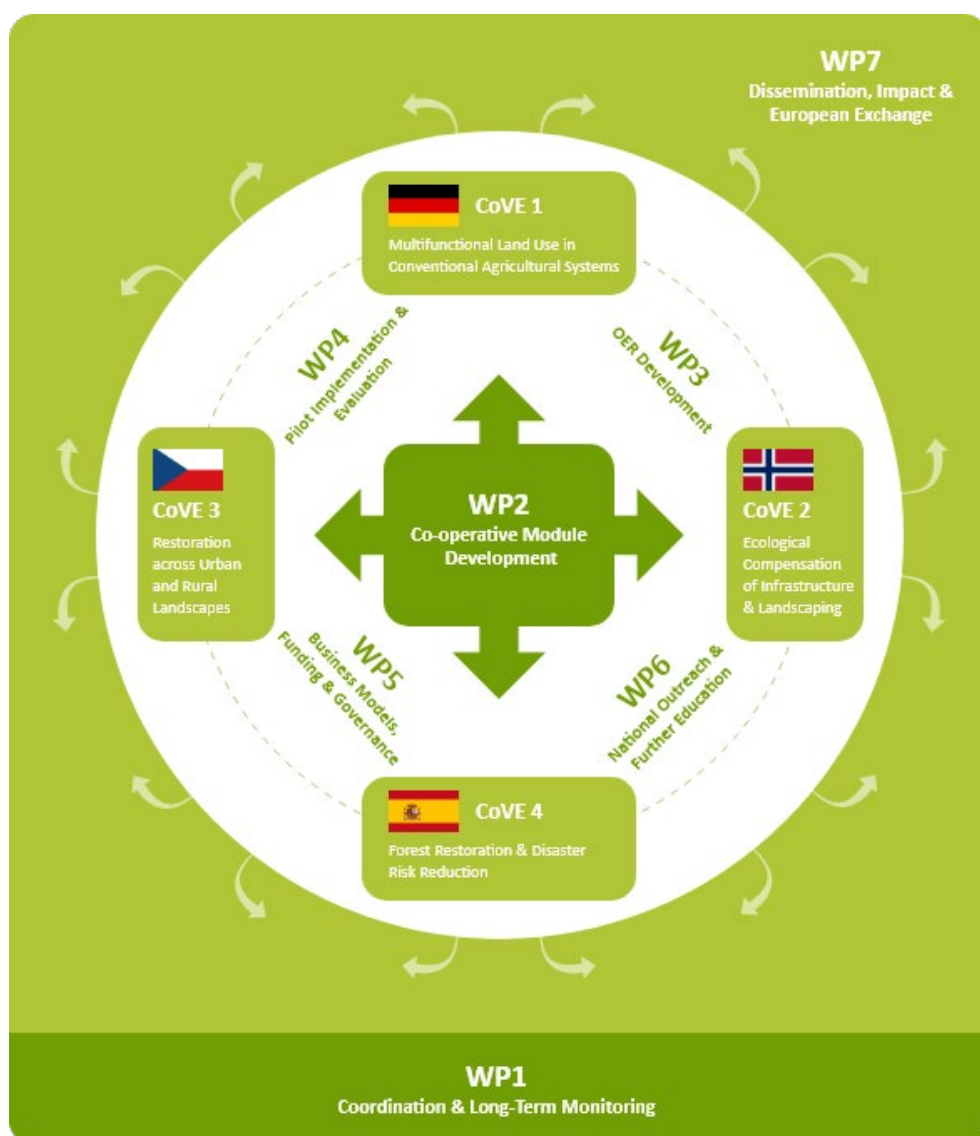 WP7
Dissemination, Impact &
European Exchange
CoVE 1
Multifunctional Land Use in
Conventional Agricultural Systems
WP4
Pilot Implementation &
Evaluation
WP3
OER Development
CoVE 3
Restoration
across Urban
and Rural
Landscapes
WP2
Co-operative Module
Development
CoVE 2
Ecological
Compensation
of Infrastructure
& Landscaping
WP5
Business Models,
Funding & Governance
WP6
National Outreach &
Further Education
CoVE 4
Forest Restoration & Disaster
Risk Reduction
WP1
Coordination & Long-Term Monitoring